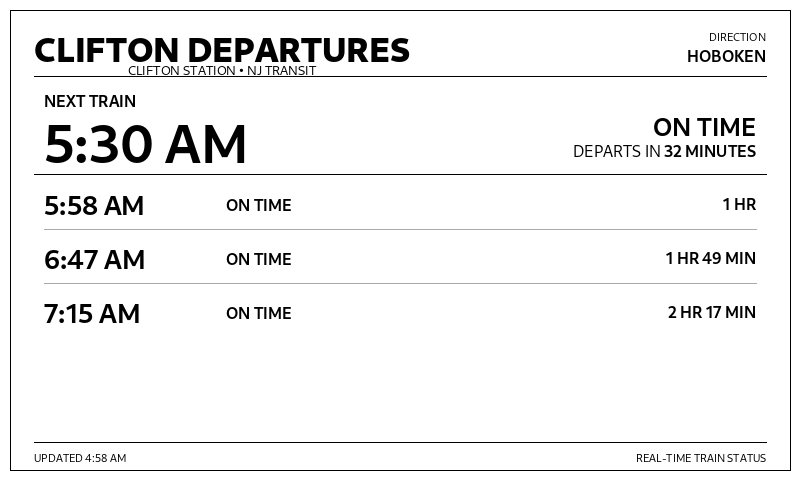 CLIFTON DEPARTURES
CLIFTON STATION • NJ TRANSIT
DIRECTION
HOBOKEN
NEXT TRAIN
5:30 AM
ON TIME
DEPARTS IN 32 MINUTES
5:58 AM ON TIME 1 HR
6:47 AM ON TIME 1 HR 49 MIN
7:15 AM ON TIME 2 HR 17 MIN
UPDATED 4:58 AM
REAL-TIME TRAIN STATUS